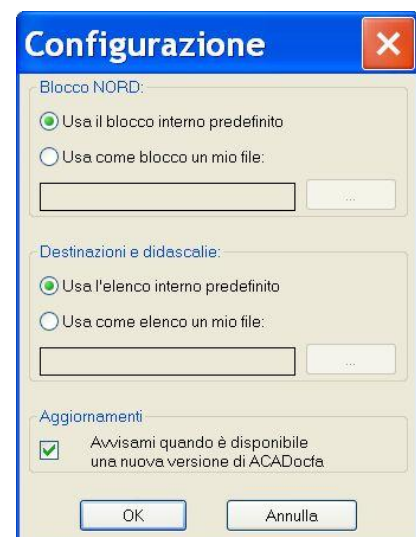 Configurazione
Blocco NORD:
Usa il blocco interno predefinito
Usa come blocco un mio file:
...
Destinazioni e didascalie:
Usa l'elenco interno predefinito
Usa come elenco un mio file:
...
Aggiornamenti
Avvisami quando è disponibile
una nuova versione di ACADocfa
OK Annulla